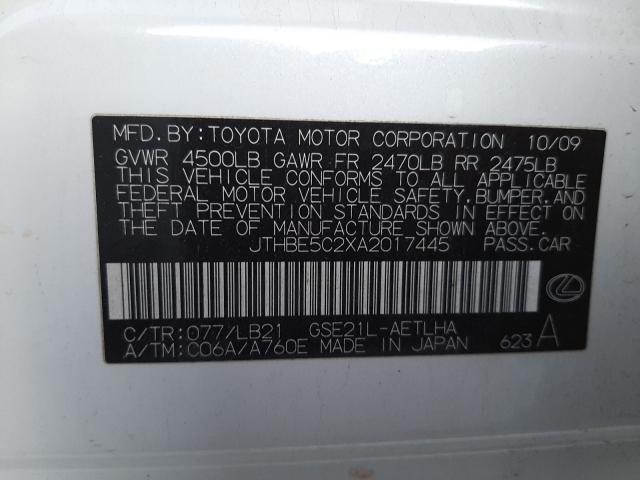 MFD.BY:TOYOTA MOTOR CORPORATION 10/09
GVWR 4500LB GAWR FR 2470LB RR 2475LB
THIS VEHICLE CONFORMS TO ALL APPLICABLE
FEDERAL MOTOR VEHICLE SAFETY,BUMPER,AND
THEFT PREVENTION STANDARDS IN EFFECT ON
THE DATE OF MANUFACTURE SHOWN ABOVE.
JTHBE5C2XA2017445 PASS.CAR
C/TR:077/LB21 GSE21L-AETLHA
A/TM:C06A/A760E MADE IN JAPAN 623 A